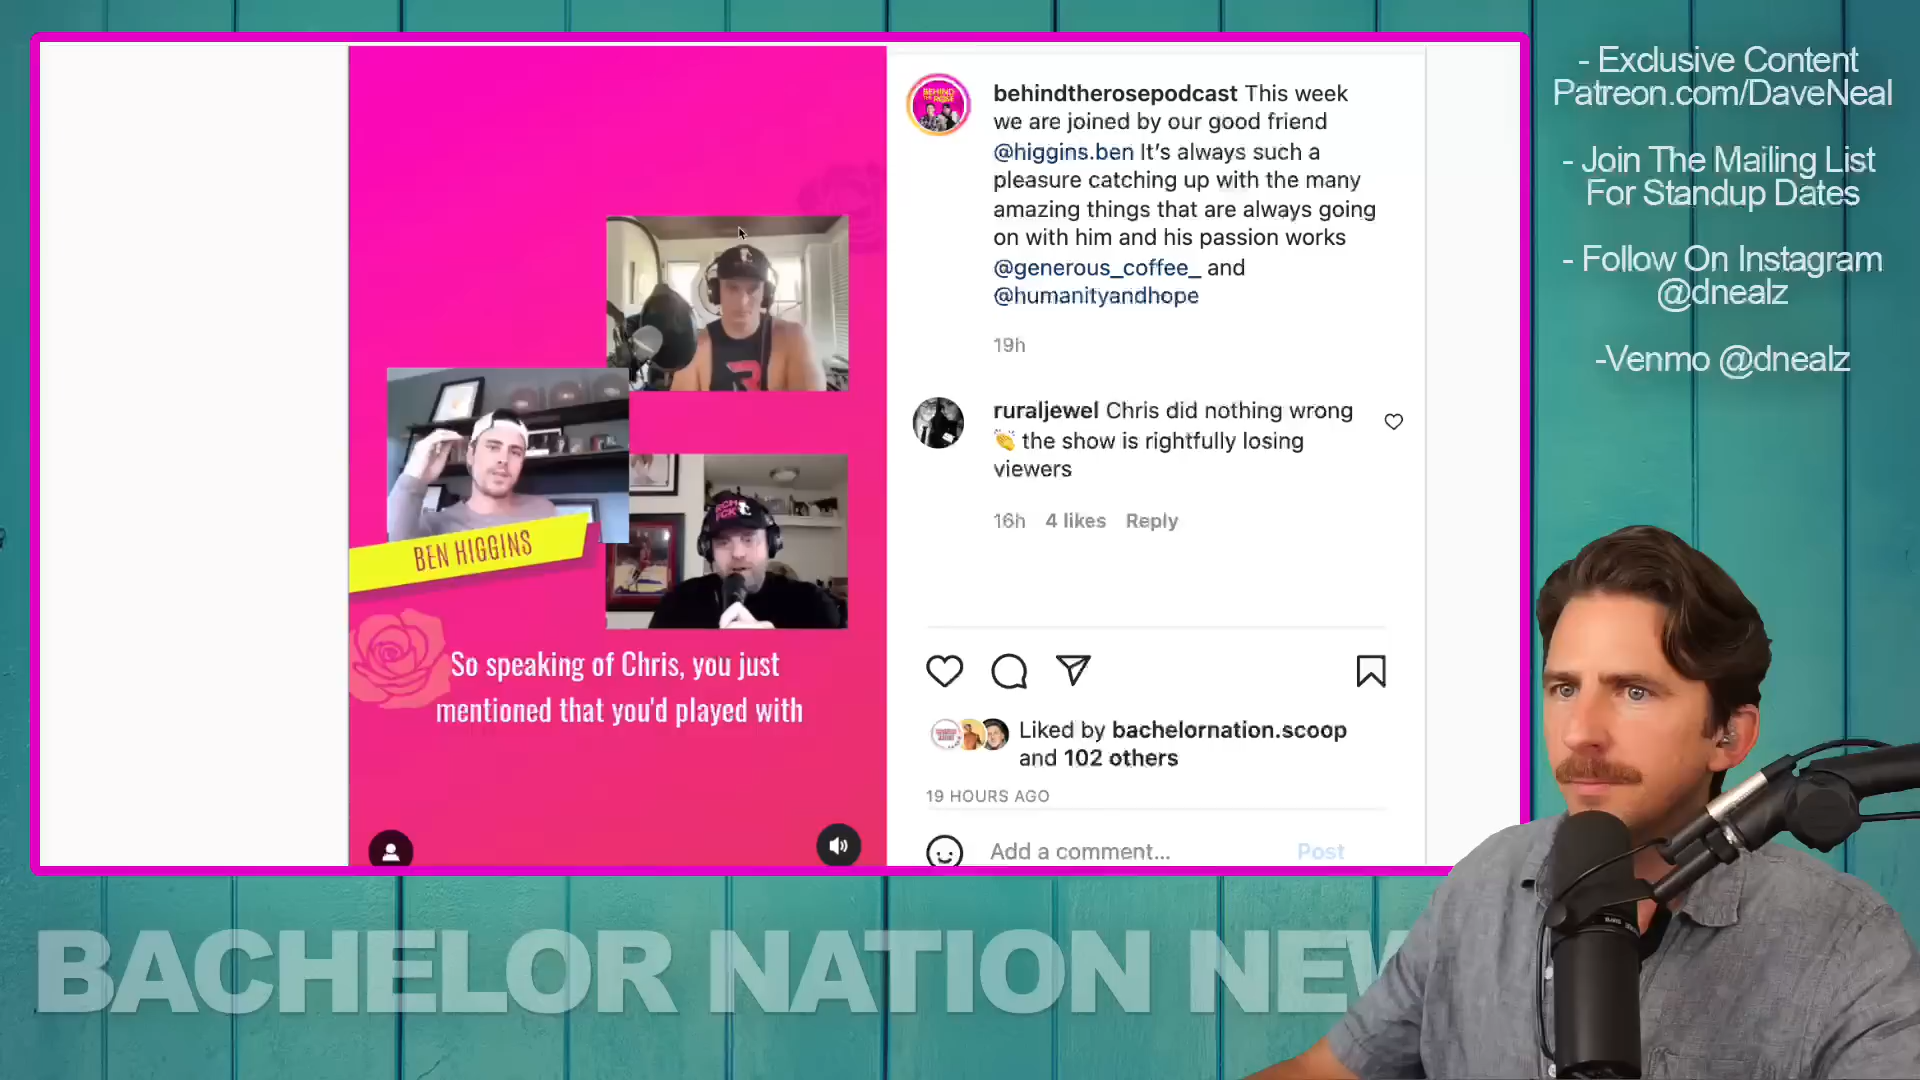 - Exclusive Content
Patreon.com/DaveNeal
- Join The Mailing List
For Standup Dates
- Follow On Instagram
@dnealz
-Venmo @dnealz
behindtherosepodcast This week
we are joined by our good friend
@higgins.ben It's always such a
pleasure catching up with the many
amazing things that are always going
on with him and his passion works
@generous_coffee_ and
@humanityandhope
19h
ruraljewel Chris did nothing wrong
👏 the show is rightfully losing
viewers
16h 4 likes Reply
Liked by bachelornation.scoop
and 102 others
19 HOURS AGO
Add a comment... Post
BEHIND
THE ROSE
BEN HIGGINS
So speaking of Chris, you just
mentioned that you'd played with
BACHELOR NATION NEW